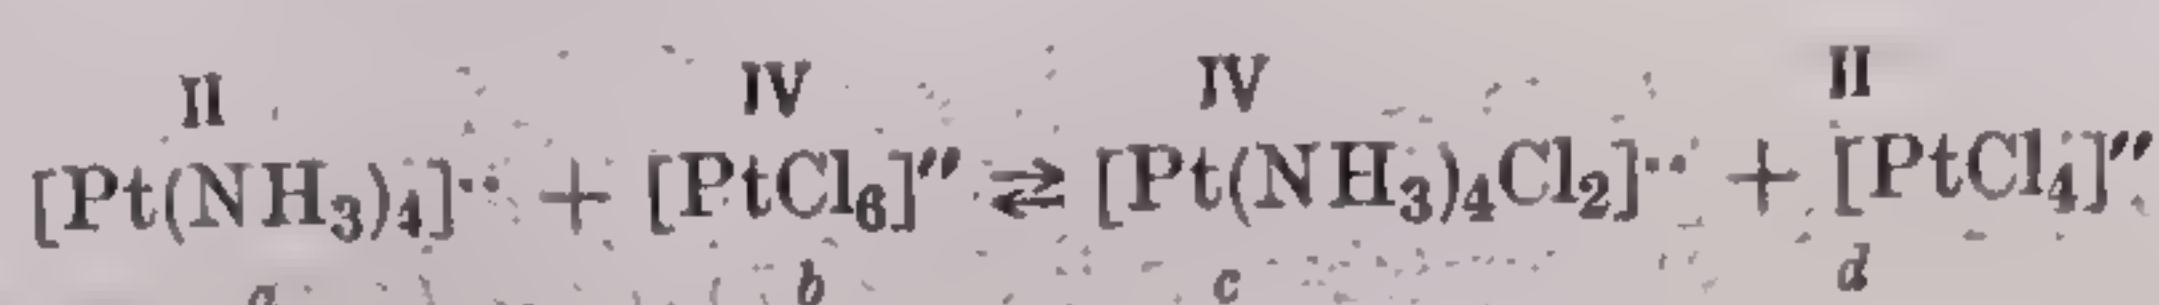 II IV IV II
[Pt(NH₃)₄]·· + [PtCl₆]″ ⇄ [Pt(NH₃)₄Cl₂]·· + [PtCl₄]″
a b c d